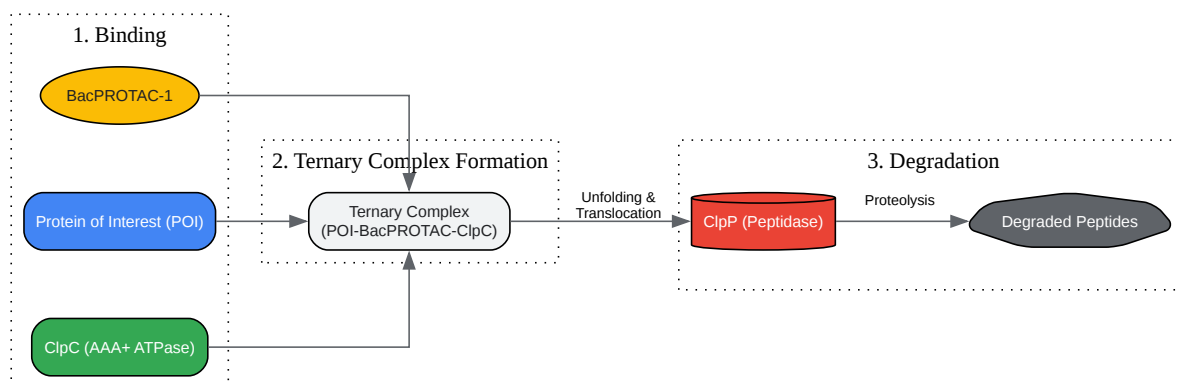 1. Binding
BacPROTAC-1
Protein of Interest (POI)
ClpC (AAA+ ATPase)
2. Ternary Complex Formation
Ternary Complex
(POI-BacPROTAC-ClpC)
Unfolding &
Translocation
3. Degradation
ClpP (Peptidase)
Proteolysis
Degraded Peptides